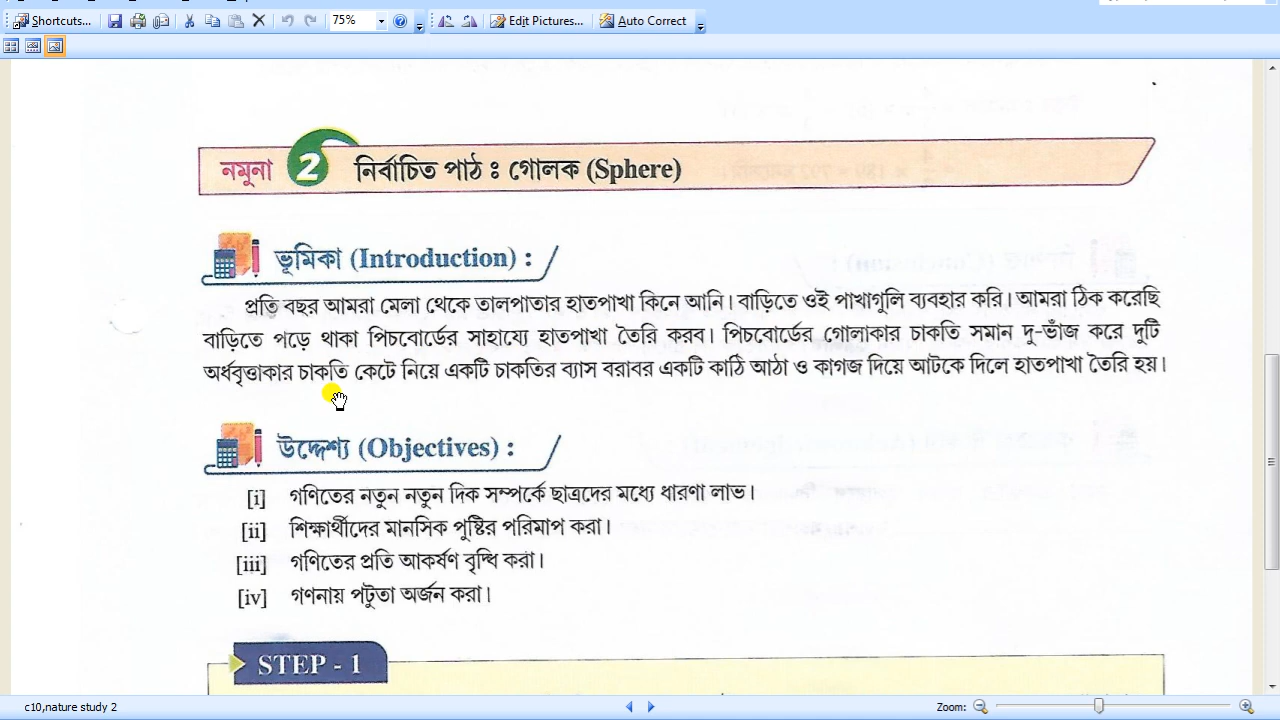 Shortcuts...
75%
Edit Pictures...
Auto Correct
নমুনা 2 নির্বাচিত পাঠ ঃ গোলক (Sphere)
ভূমিকা (Introduction) :
প্রতি বছর আমরা মেলা থেকে তালপাতার হাতপাখা কিনে আনি। বাড়িতে ওই পাখাগুলি ব্যবহার করি। আমরা ঠিক করেছি
বাড়িতে পড়ে থাকা পিচবোর্ডের সাহায্যে হাতপাখা তৈরি করব। পিচবোর্ডের গোলাকার চাকতি সমান দু-ভাঁজ করে দুটি
অর্ধবৃত্তাকার চাকতি কেটে নিয়ে একটি চাকতির ব্যাস বরাবর একটি কাঠি আঠা ও কাগজ দিয়ে আটকে দিলে হাতপাখা তৈরি হয়।
উদ্দেশ্য (Objectives) :
[i] গণিতের নতুন নতুন দিক সম্পর্কে ছাত্রদের মধ্যে ধারণা লাভ।
[ii] শিক্ষার্থীদের মানসিক পুষ্টির পরিমাপ করা।
[iii] গণিতের প্রতি আকর্ষণ বৃদ্ধি করা।
[iv] গণনায় পটুতা অর্জন করা।
STEP - 1
c10,nature study 2
Zoom: